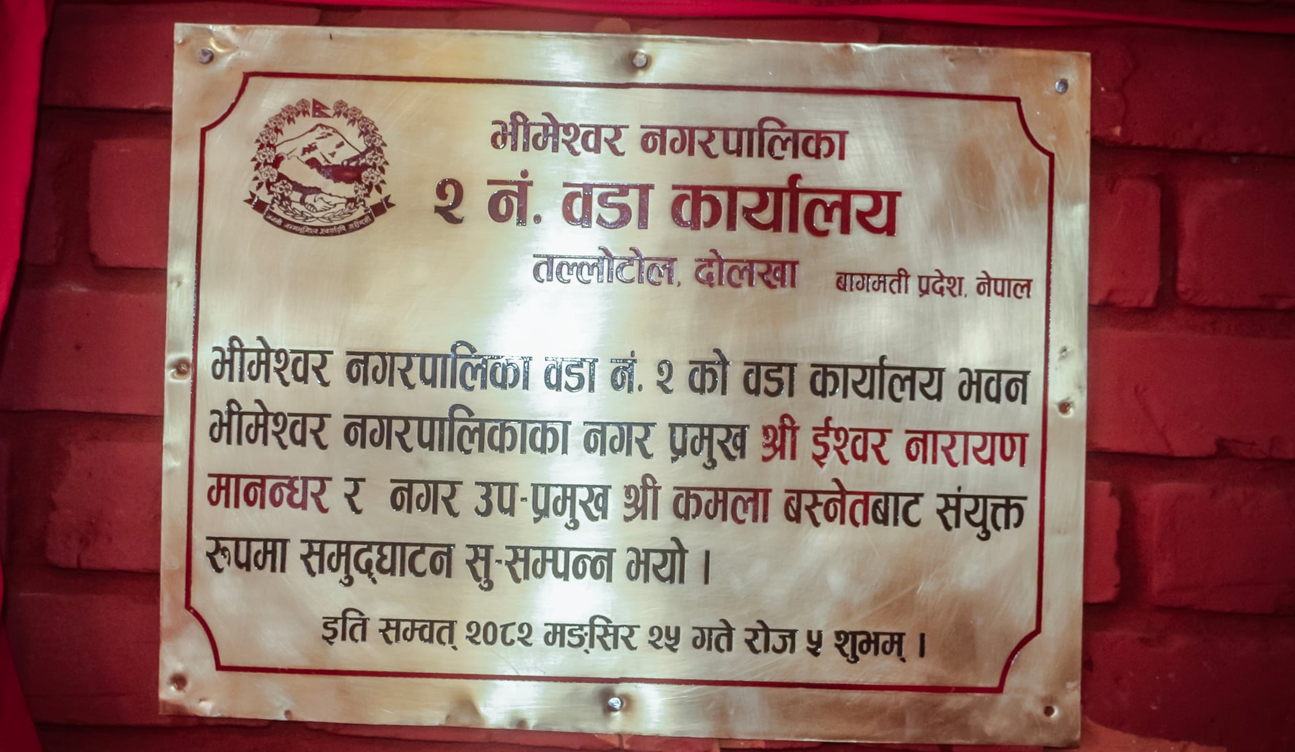 भीमेश्वर नगरपालिका
२ नं. वडा कार्यालय
तल्लोटोल, दोलखा
बागमती प्रदेश, नेपाल
भीमेश्वर नगरपालिका वडा नं. २ को वडा कार्यालय भवन
भीमेश्वर नगरपालिकाका नगर प्रमुख श्री ईश्वर नारायण
मानन्धर र नगर उप-प्रमुख श्री कमला बस्नेतबाट संयुक्त
रूपमा समुद्घाटन सु-सम्पन्न भयो ।
इति सम्वत् २०८२ मङ्सिर २५ गते रोज ५ शुभम् ।